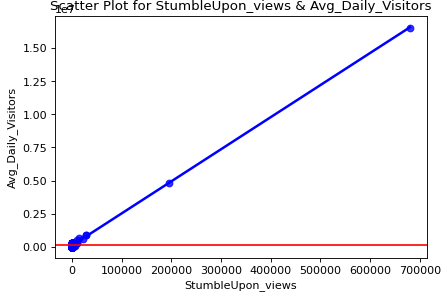 Scatter Plot for StumbleUpon_views & Avg_Daily_Visitors
1e7
1.50
1.25
1.00
0.75
0.50
0.25
0.00
Avg_Daily_Visitors
0 100000 200000 300000 400000 500000 600000 700000
StumbleUpon_views